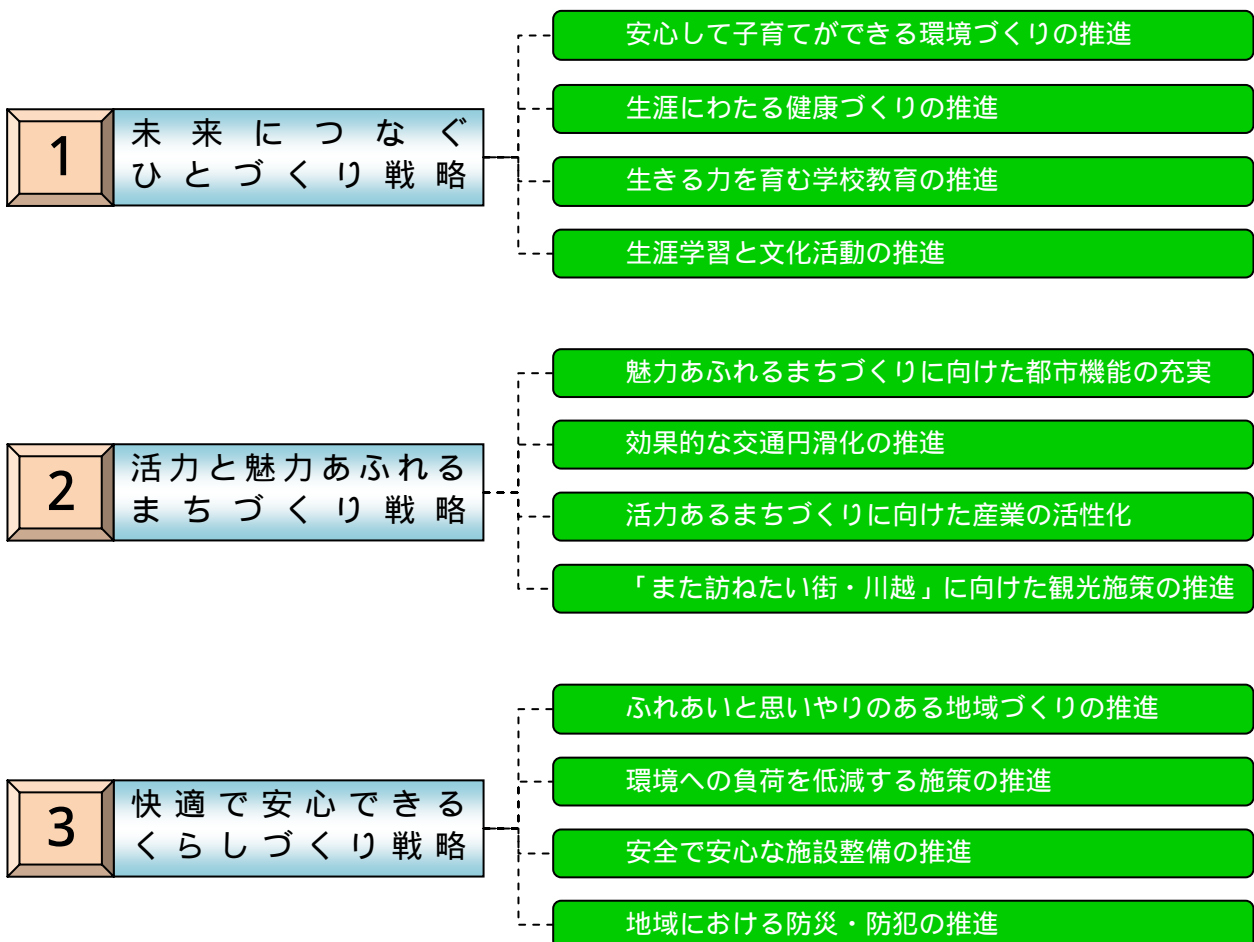 1
未来につなぐ
ひとづくり戦略
安心して子育てができる環境づくりの推進
生涯にわたる健康づくりの推進
生きる力を育む学校教育の推進
生涯学習と文化活動の推進
2
活力と魅力あふれる
まちづくり戦略
魅力あふれるまちづくりに向けた都市機能の充実
効果的な交通円滑化の推進
活力あるまちづくりに向けた産業の活性化
「また訪ねたい街・川越」に向けた観光施策の推進
3
快適で安心できる
くらしづくり戦略
ふれあいと思いやりのある地域づくりの推進
環境への負荷を低減する施策の推進
安全で安心な施設整備の推進
地域における防災・防犯の推進